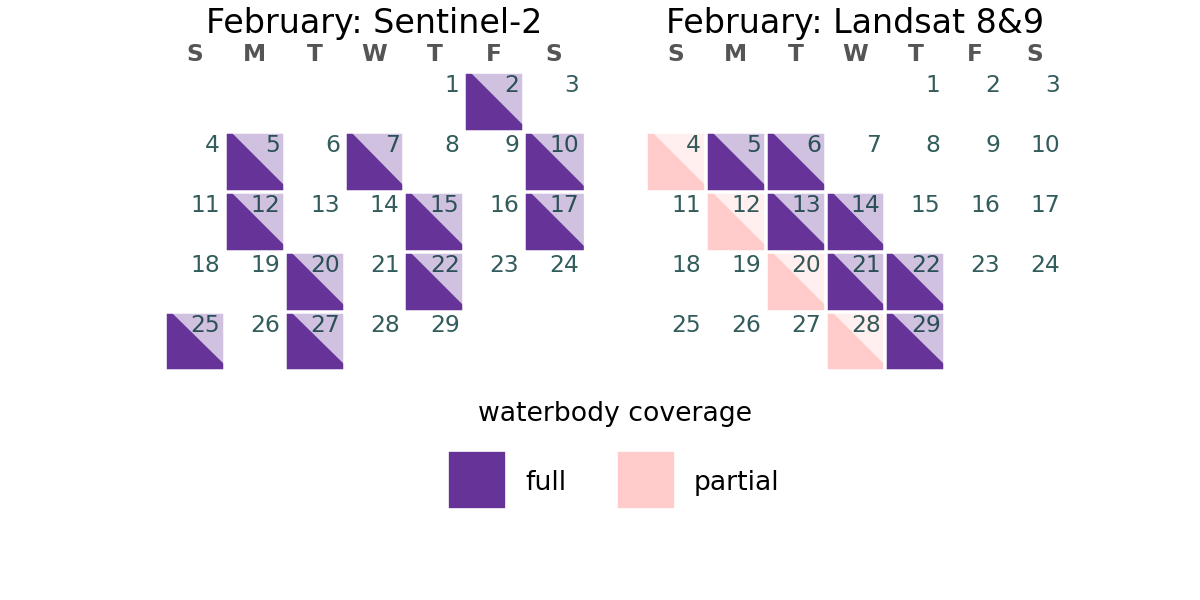 February: Sentinel-2
S M T W T F S
1 2 3
4 5 6 7 8 9 10
11 12 13 14 15 16 17
18 19 20 21 22 23 24
25 26 27 28 29
February: Landsat 8&9
S M T W T F S
1 2 3
4 5 6 7 8 9 10
11 12 13 14 15 16 17
18 19 20 21 22 23 24
25 26 27 28 29
waterbody coverage
full partial